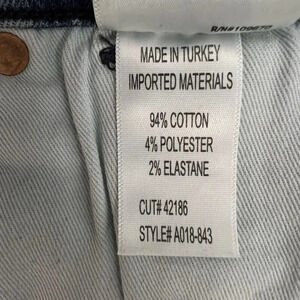 MADE IN TURKEY
IMPORTED MATERIALS
94% COTTON
4% POLYESTER
2% ELASTANE
CUT# 42186
STYLE# A018-843